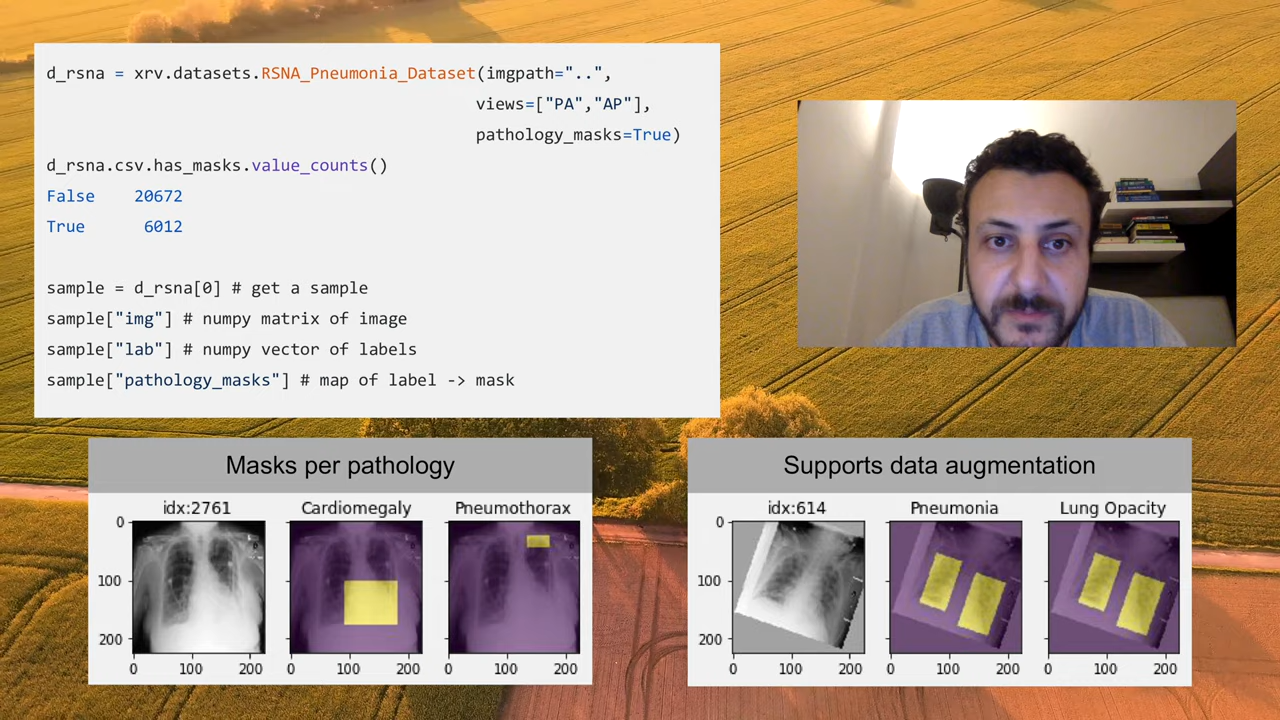 d_rsna = xrv.datasets.RSNA_Pneumonia_Dataset(imgpath="..",
views=["PA","AP"],
pathology_masks=True)
d_rsna.csv.has_masks.value_counts()
False 20672
True 6012
sample = d_rsna[0] # get a sample
sample["img"] # numpy matrix of image
sample["lab"] # numpy vector of labels
sample["pathology_masks"] # map of label -> mask
Masks per pathology
idx:2761 Cardiomegaly Pneumothorax
0
100
200
0 100 200 0 100 200 0 100 200
Supports data augmentation
idx:614 Pneumonia Lung Opacity
0
100
200
0 100 200 0 100 200 0 100 200